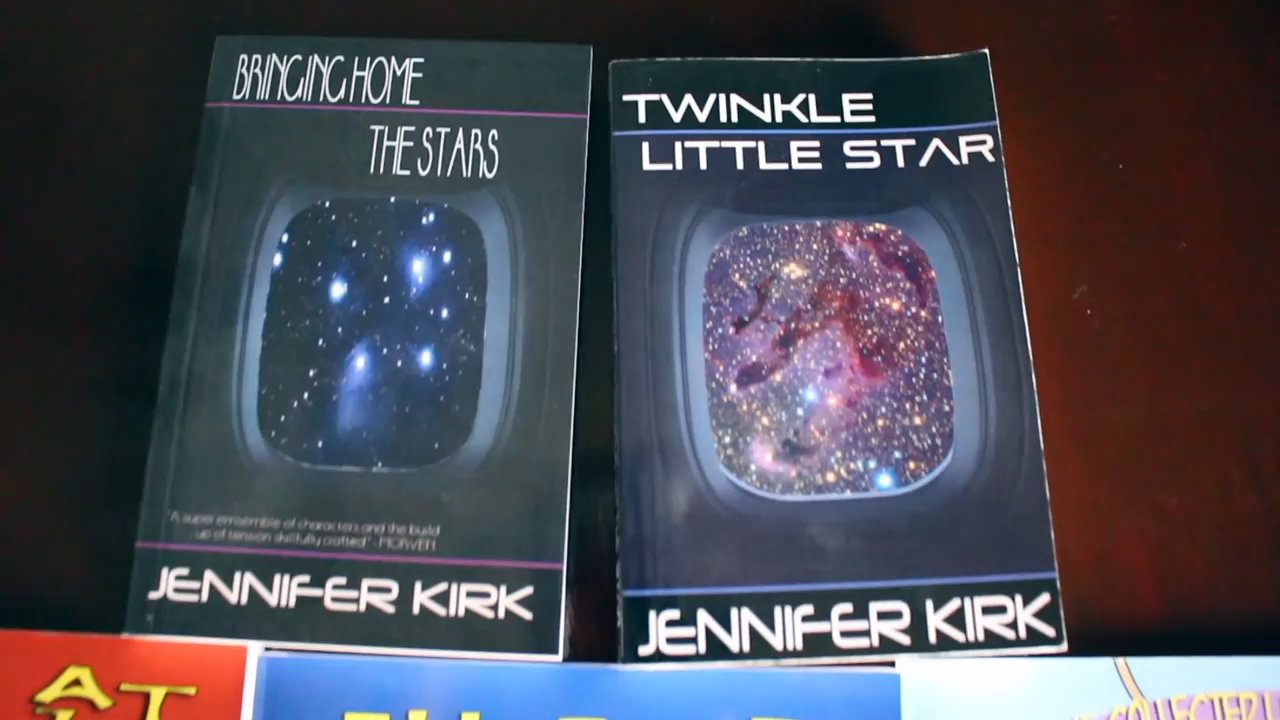 BRINGING HOME
THE STARS
"A super ensemble of characters and the build
up of tension skilfully crafted" - MORVEN
JENNIFER KIRK
TWINKLE
LITTLE STAR
JENNIFER KIRK
COLLECTED